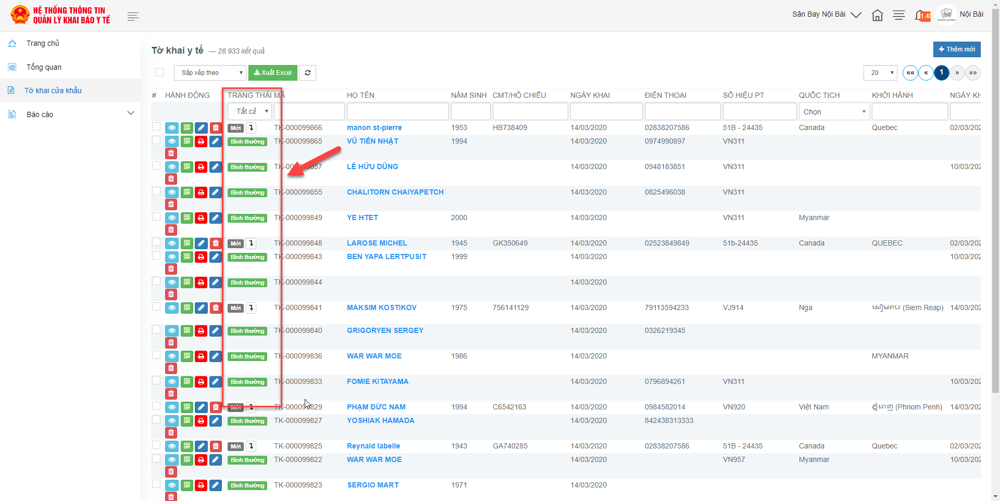 HỆ THỐNG THÔNG TIN
QUẢN LÝ KHAI BÁO Y TẾ
Sân Bay Nội Bài
1.48
KHÔNG CÓ ẢNH
Nội Bài
Trang chủ
Tổng quan
Tờ khai cửa khẩu
Báo cáo
Tờ khai y tế — 28.933 kết quả
Thêm mới
Sắp xếp theo
Xuất Excel
20
«« « 1 » »»
# HÀNH ĐỘNG TRẠNG THÁI MÃ HỌ TÊN NĂM SINH CMT/HỘ CHIẾU NGÀY KHAI ĐIỆN THOẠI SỐ HIỆU PT QUỐC TỊCH KHỞI HÀNH NGÀY KH
Tất cả Chọn
Mới TK-000099866 manon st-pierre 1953 HB738409 14/03/2020 02838207586 51B - 24435 Canada Quebec 02/03/202
Bình thường TK-000099865 VŨ TIẾN NHẬT 1994 14/03/2020 0974990897 VN311
Bình thường TK-000099857 LÊ HỮU DŨNG 14/03/2020 0948183851 VN311 10/03/202
Bình thường TK-000099855 CHALITORN CHAIYAPETCH 14/03/2020 0825496038 VN311
Bình thường TK-000099849 YE HTET 2000 14/03/2020 VN311 Myanmar
Mới TK-000099848 LAROSE MICHEL 1945 GK350649 14/03/2020 02523849849 51b-24435 Canada QUEBEC 02/03/202
Bình thường TK-000099843 BEN YAPA LERTPUSIT 1999 14/03/2020 10/03/202
Bình thường TK-000099844 14/03/2020
Mới TK-000099841 MAKSIM KOSTIKOV 1975 756141129 14/03/2020 79113594233 VJ914 Nga សៀមរាប (Siem Reap) 14/03/202
Bình thường TK-000099840 GRIGORYEN SERGEY 14/03/2020 0326219345
Bình thường TK-000099836 WAR WAR MOE 1986 14/03/2020 MYANMAR
Bình thường TK-000099833 FOMIE KITAYAMA 14/03/2020 0796894261 VN311 10/03/202
Mới TK-000099829 PHẠM ĐỨC NAM 1994 C6542163 14/03/2020 0984582014 VN920 Việt Nam ភ្នំពេញ (Phnom Penh) 14/03/202
Bình thường TK-000099827 YOSHIAK HAMADA 14/03/2020 842438313333
Mới TK-000099825 Reynald labelle 1943 GA740285 14/03/2020 02838207586 51B - 24435 Canada Quebec 02/03/202
Bình thường TK-000099822 WAR WAR MOE 14/03/2020 VN957 Myanmar 10/03/202
Bình thường TK-000099823 SERGIO MART 1971 14/03/2020